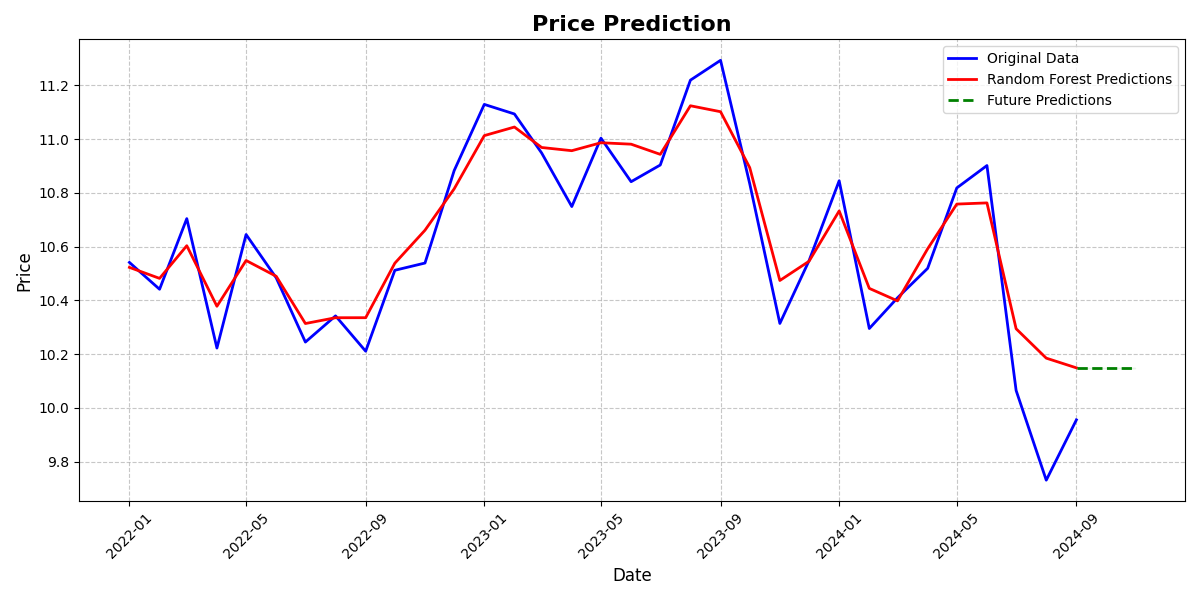 Price Prediction
Original Data
Random Forest Predictions
Future Predictions
Price
11.2
11.0
10.8
10.6
10.4
10.2
10.0
9.8
2022-01
2022-05
2022-09
2023-01
2023-05
2023-09
2024-01
2024-05
2024-09
Date